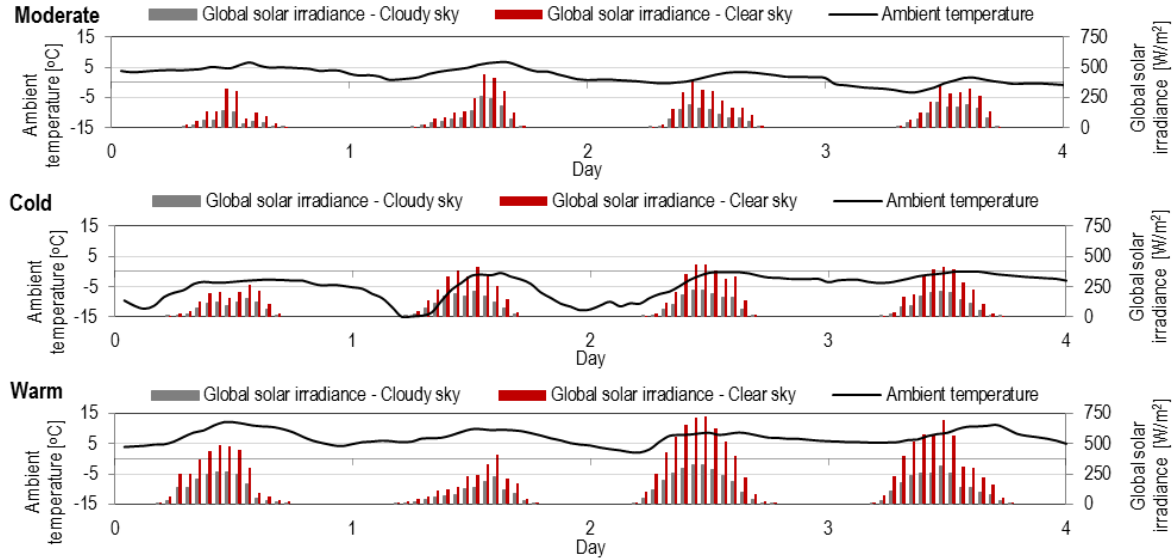 Moderate
Global solar irradiance - Cloudy sky Global solar irradiance - Clear sky Ambient temperature
Ambient temperature [ºC]
15
5
-5
-15
750
500
250
0
Global solar irradiance [W/m²]
0 1 2 3 4
Day
Cold
Global solar irradiance - Cloudy sky Global solar irradiance - Clear sky Ambient temperature
Ambient temperature [ºC]
15
5
-5
-15
750
500
250
0
Global solar irradiance [W/m²]
0 1 2 3 4
Day
Warm
Global solar irradiance - Cloudy sky Global solar irradiance - Clear sky Ambient temperature
Ambient temperature [ºC]
15
5
-5
-15
750
500
250
0
Global solar irradiance [W/m²]
0 1 2 3 4
Day